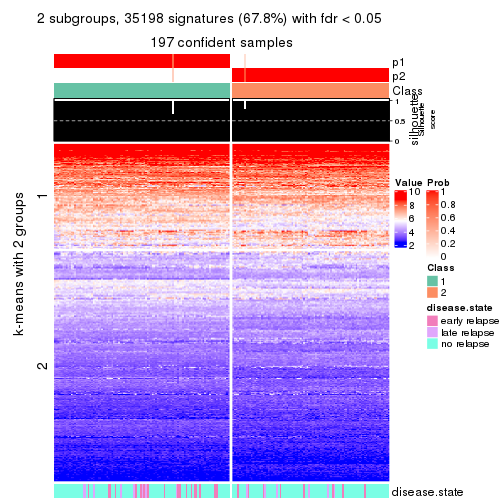 2 subgroups, 35198 signatures (67.8%) with fdr < 0.05
197 confident samples
p1
p2
Class
silhouette
Silhouette
score
1
0.5
0
k-means with 2 groups
1
2
Value
10
8
6
4
2
Prob
1
0.8
0.6
0.4
0.2
0
Class
1
2
disease.state
early relapse
late relapse
no relapse
disease.state